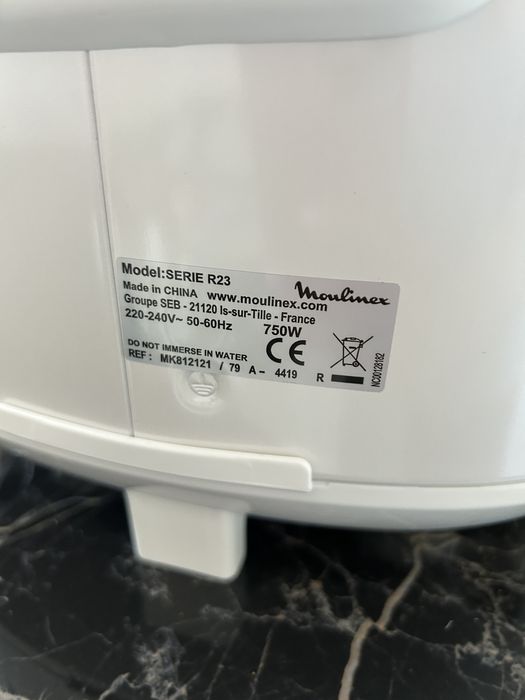 Model:SERIE R23
Moulinex
Made in CHINA www.moulinex.com
Groupe SEB - 21120 Is-sur-Tille - France
220-240V~ 50-60Hz 750W
DO NOT IMMERSE IN WATER
CE
REF : MK812121 / 79 A - 4419 R
NC00128182